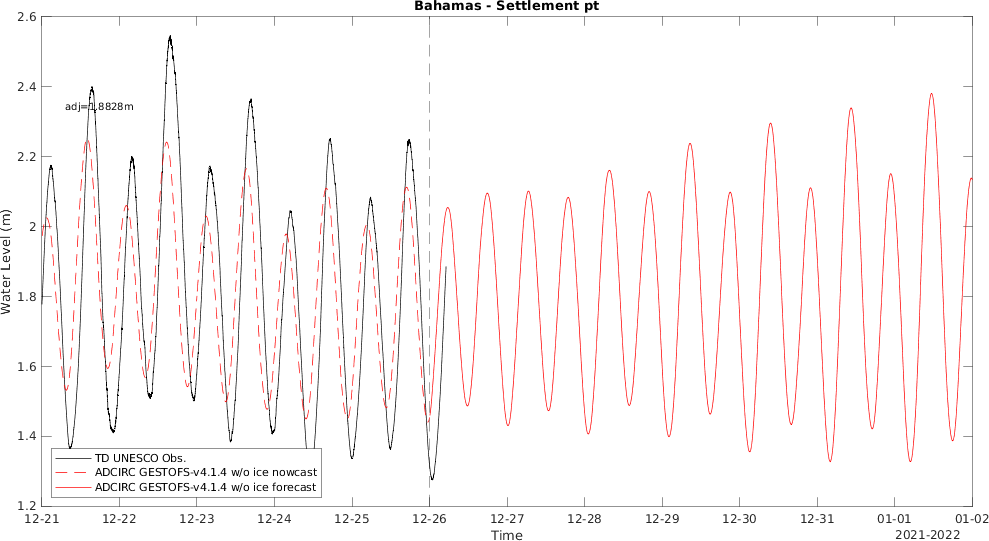 Bahamas - Settlement pt
2.6
2.4
2.2
2
1.8
1.6
1.4
1.2
Water Level (m)
adj=1.8828m
TD UNESCO Obs.
ADCIRC GESTOFS-v4.1.4 w/o ice nowcast
ADCIRC GESTOFS-v4.1.4 w/o ice forecast
12-21 12-22 12-23 12-24 12-25 12-26 12-27 12-28 12-29 12-30 12-31 01-01 01-02
Time
2021-2022